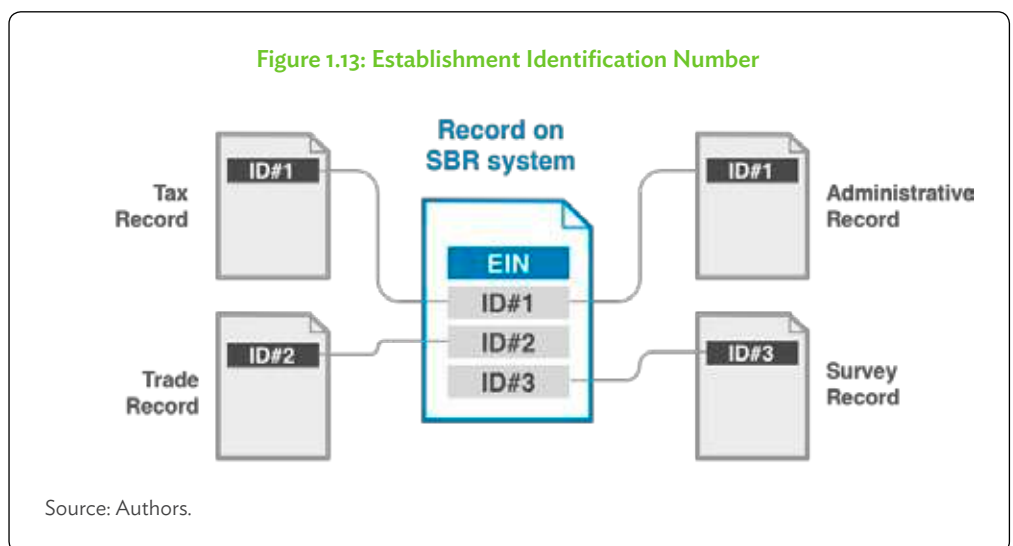 Figure 1.13: Establishment Identification Number
Record on
SBR system
ID#1
Tax
Record
EIN
ID#1
ID#2
ID#3
ID#1
Administrative
Record
ID#2
Trade
Record
ID#3
Survey
Record
Source: Authors.